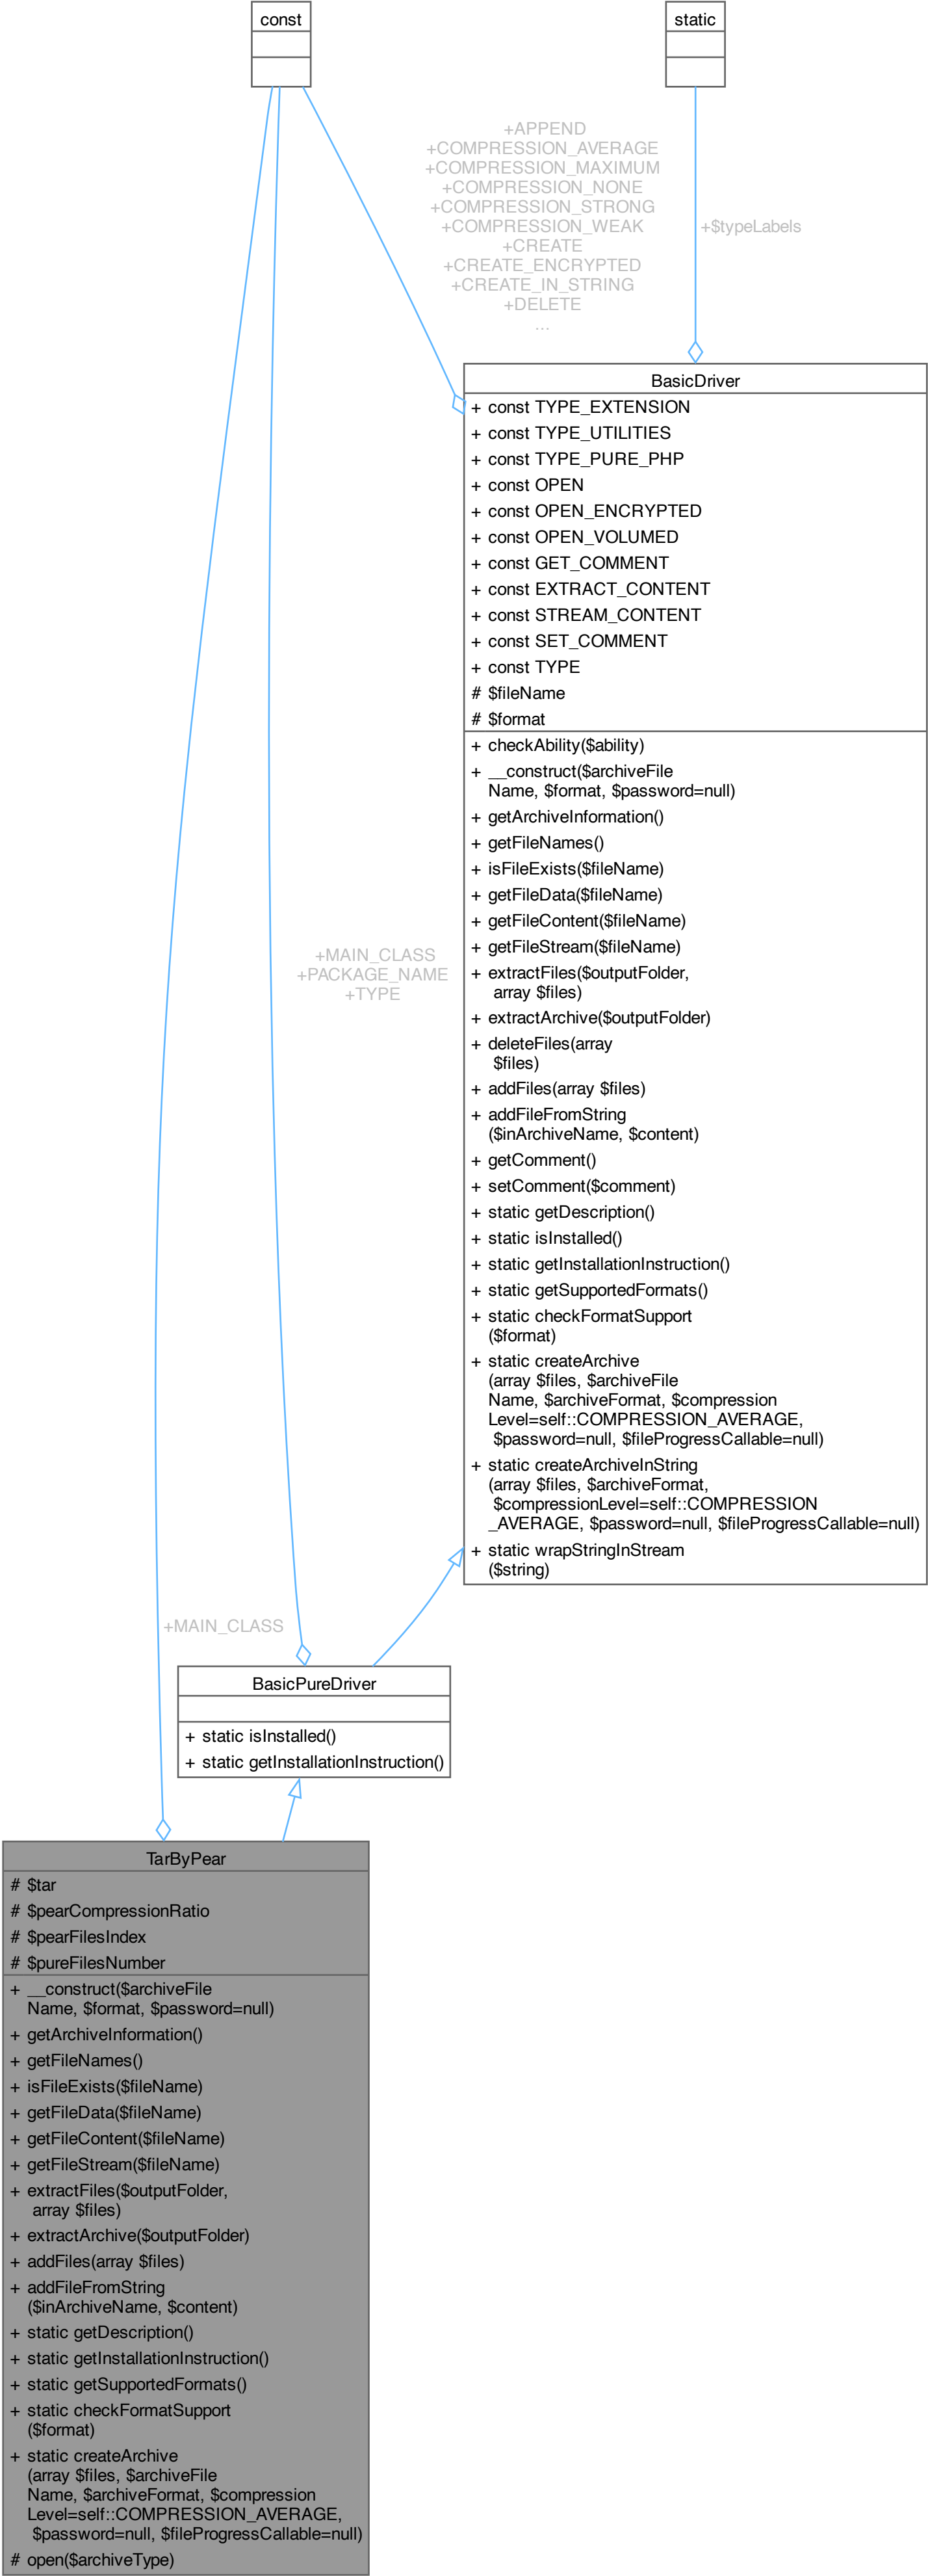 const
static
+APPEND
+COMPRESSION_AVERAGE
+COMPRESSION_MAXIMUM
+COMPRESSION_NONE
+COMPRESSION_STRONG
+COMPRESSION_WEAK
+CREATE
+CREATE_ENCRYPTED
+CREATE_IN_STRING
+DELETE
...
+$typeLabels
BasicDriver
+ const TYPE_EXTENSION
+ const TYPE_UTILITIES
+ const TYPE_PURE_PHP
+ const OPEN
+ const OPEN_ENCRYPTED
+ const OPEN_VOLUMED
+ const GET_COMMENT
+ const EXTRACT_CONTENT
+ const STREAM_CONTENT
+ const SET_COMMENT
+ const TYPE
# $fileName
# $format
+ checkAbility($ability)
+ __construct($archiveFile
Name, $format, $password=null)
+ getArchiveInformation()
+ getFileNames()
+ isFileExists($fileName)
+ getFileData($fileName)
+ getFileContent($fileName)
+ getFileStream($fileName)
+ extractFiles($outputFolder,
array $files)
+ extractArchive($outputFolder)
+ deleteFiles(array
$files)
+ addFiles(array $files)
+ addFileFromString
($inArchiveName, $content)
+ getComment()
+ setComment($comment)
+ static getDescription()
+ static isInstalled()
+ static getInstallationInstruction()
+ static getSupportedFormats()
+ static checkFormatSupport
($format)
+ static createArchive
(array $files, $archiveFile
Name, $archiveFormat, $compression
Level=self::COMPRESSION_AVERAGE,
$password=null, $fileProgressCallable=null)
+ static createArchiveInString
(array $files, $archiveFormat,
$compressionLevel=self::COMPRESSION
_AVERAGE, $password=null, $fileProgressCallable=null)
+ static wrapStringInStream
($string)
+MAIN_CLASS
+PACKAGE_NAME
+TYPE
+MAIN_CLASS
BasicPureDriver
+ static isInstalled()
+ static getInstallationInstruction()
TarByPear
# $tar
# $pearCompressionRatio
# $pearFilesIndex
# $pureFilesNumber
+ __construct($archiveFile
Name, $format, $password=null)
+ getArchiveInformation()
+ getFileNames()
+ isFileExists($fileName)
+ getFileData($fileName)
+ getFileContent($fileName)
+ getFileStream($fileName)
+ extractFiles($outputFolder,
array $files)
+ extractArchive($outputFolder)
+ addFiles(array $files)
+ addFileFromString
($inArchiveName, $content)
+ static getDescription()
+ static getInstallationInstruction()
+ static getSupportedFormats()
+ static checkFormatSupport
($format)
+ static createArchive
(array $files, $archiveFile
Name, $archiveFormat, $compression
Level=self::COMPRESSION_AVERAGE,
$password=null, $fileProgressCallable=null)
# open($archiveType)